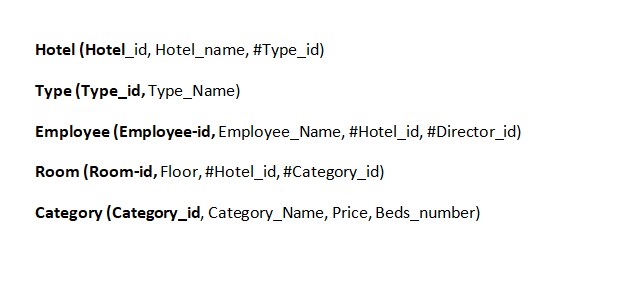 Hotel (Hotel_id, Hotel_name, #Type_id)
Type (Type_id, Type_Name)
Employee (Employee-id, Employee_Name, #Hotel_id, #Director_id)
Room (Room-id, Floor, #Hotel_id, #Category_id)
Category (Category_id, Category_Name, Price, Beds_number)